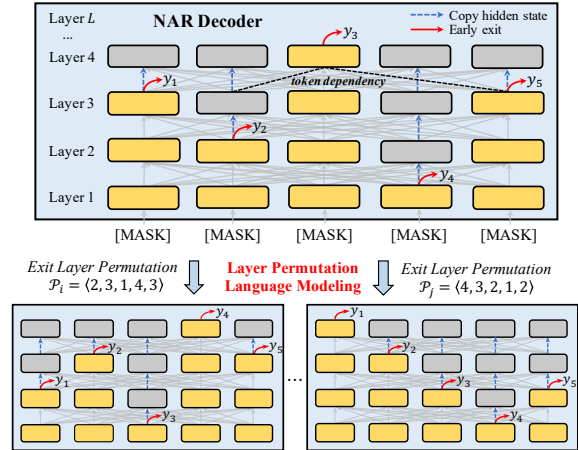 Layer L
NAR Decoder
Copy hidden state
...
Early exit
Layer 4
y₃
y₁
token dependency
y₅
Layer 3
y₂
Layer 2
y₄
Layer 1
[MASK] [MASK] [MASK] [MASK] [MASK]
Exit Layer Permutation
𝒫ᵢ = ⟨2, 3, 1, 4, 3⟩
Layer Permutation
Language Modeling
Exit Layer Permutation
𝒫ⱼ = ⟨4, 3, 2, 1, 2⟩
y₄
y₂
y₅
y₁
y₃
...
y₁
y₂
y₃
y₅
y₄